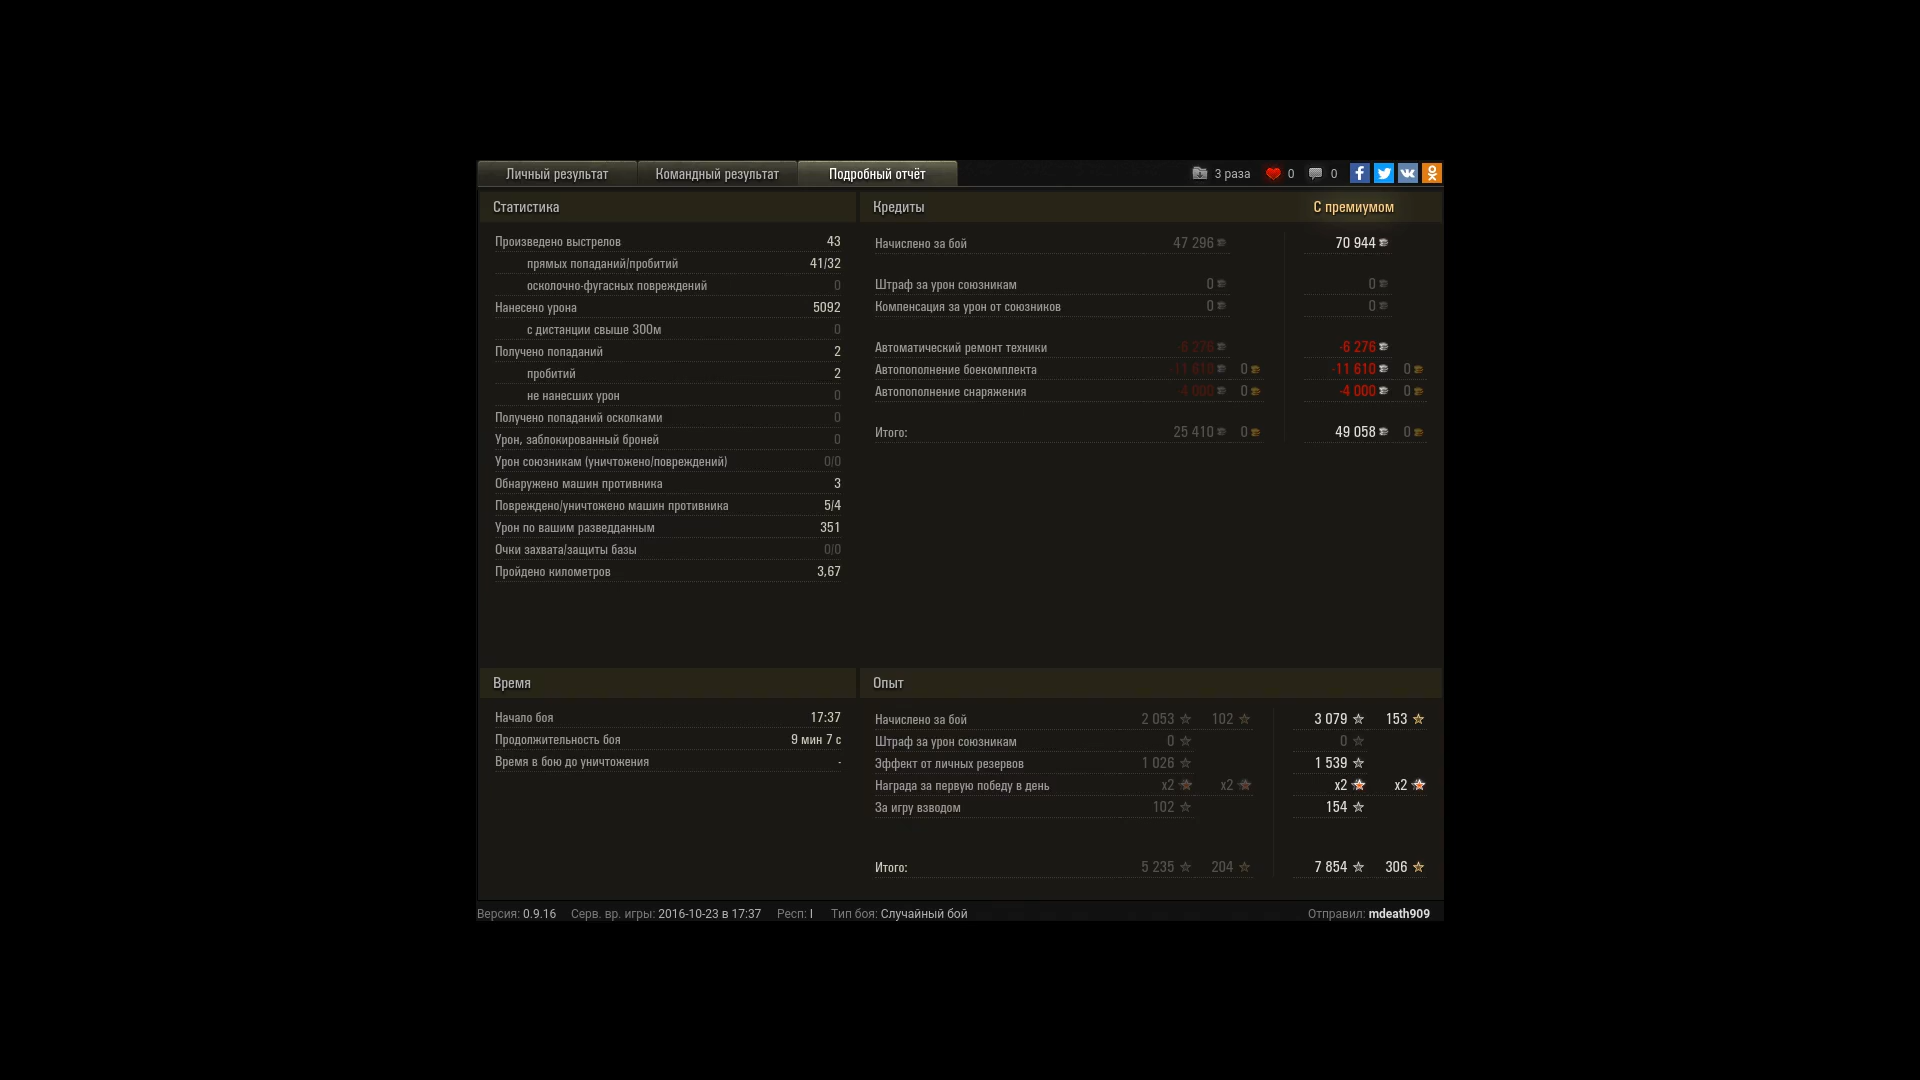 Личный результат Командный результат Подробный отчёт 3 раза 0 0
Статистика
Произведено выстрелов 43
прямых попаданий/пробитий 41/32
осколочно-фугасных повреждений 0
Нанесено урона 5092
с дистанции свыше 300м 0
Получено попаданий 2
пробитий 2
не нанесших урон 0
Получено попаданий осколками 0
Урон, заблокированный броней 0
Урон союзникам (уничтожено/повреждений) 0/0
Обнаружено машин противника 3
Повреждено/уничтожено машин противника 5/4
Урон по вашим разведданным 351
Очки захвата/защиты базы 0/0
Пройдено километров 3,67
Кредиты С премиумом
Начислено за бой 47 296 70 944
Штраф за урон союзникам 0 0
Компенсация за урон от союзников 0 0
Автоматический ремонт техники -6 276 -6 276
Автопополнение боекомплекта -11 610 0 -11 610 0
Автопополнение снаряжения -4 000 0 -4 000 0
Итого: 25 410 0 49 058 0
Время
Начало боя 17:37
Продолжительность боя 9 мин 7 с
Время в бою до уничтожения -
Опыт
Начислено за бой 2 053 102 3 079 153
Штраф за урон союзникам 0 0
Эффект от личных резервов 1 026 1 539
Награда за первую победу в день x2 x2 x2 x2
За игру взводом 102 154
Итого: 5 235 204 7 854 306
Версия: 0.9.16 Серв. вр. игры: 2016-10-23 в 17:37 Респ: I Тип боя: Случайный бой Отправил: mdeath909